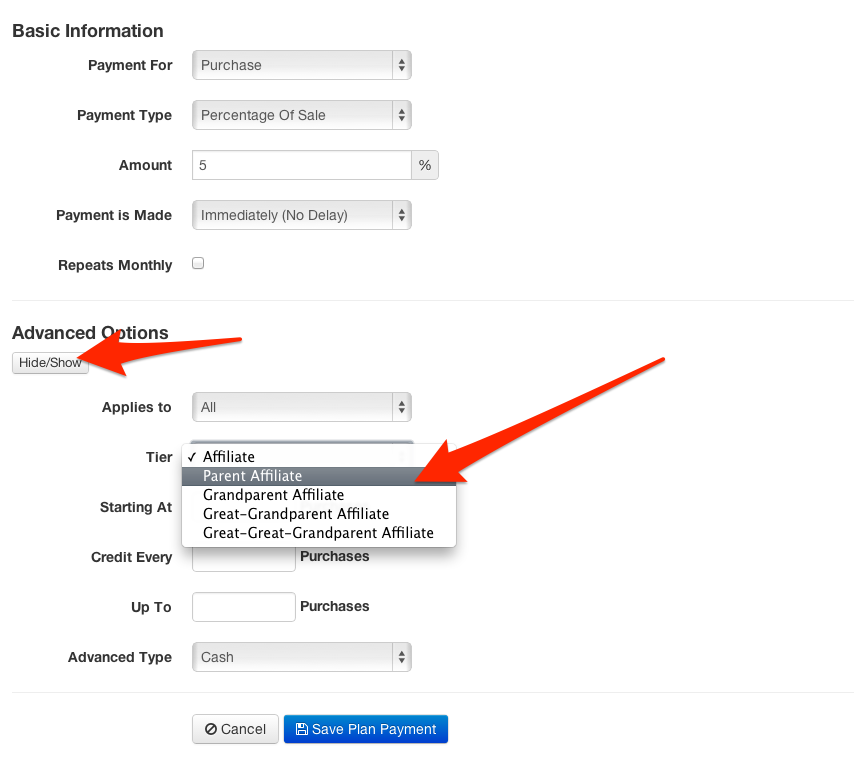 Basic Information
Payment For Purchase
Payment Type Percentage Of Sale
Amount 5 %
Payment is Made Immediately (No Delay)
Repeats Monthly
Advanced Options
Hide/Show
Applies to All
Tier ✓ Affiliate
Parent Affiliate
Grandparent Affiliate
Starting At
Great-Grandparent Affiliate
Great-Great-Grandparent Affiliate
Credit Every Purchases
Up To Purchases
Advanced Type Cash
Cancel Save Plan Payment